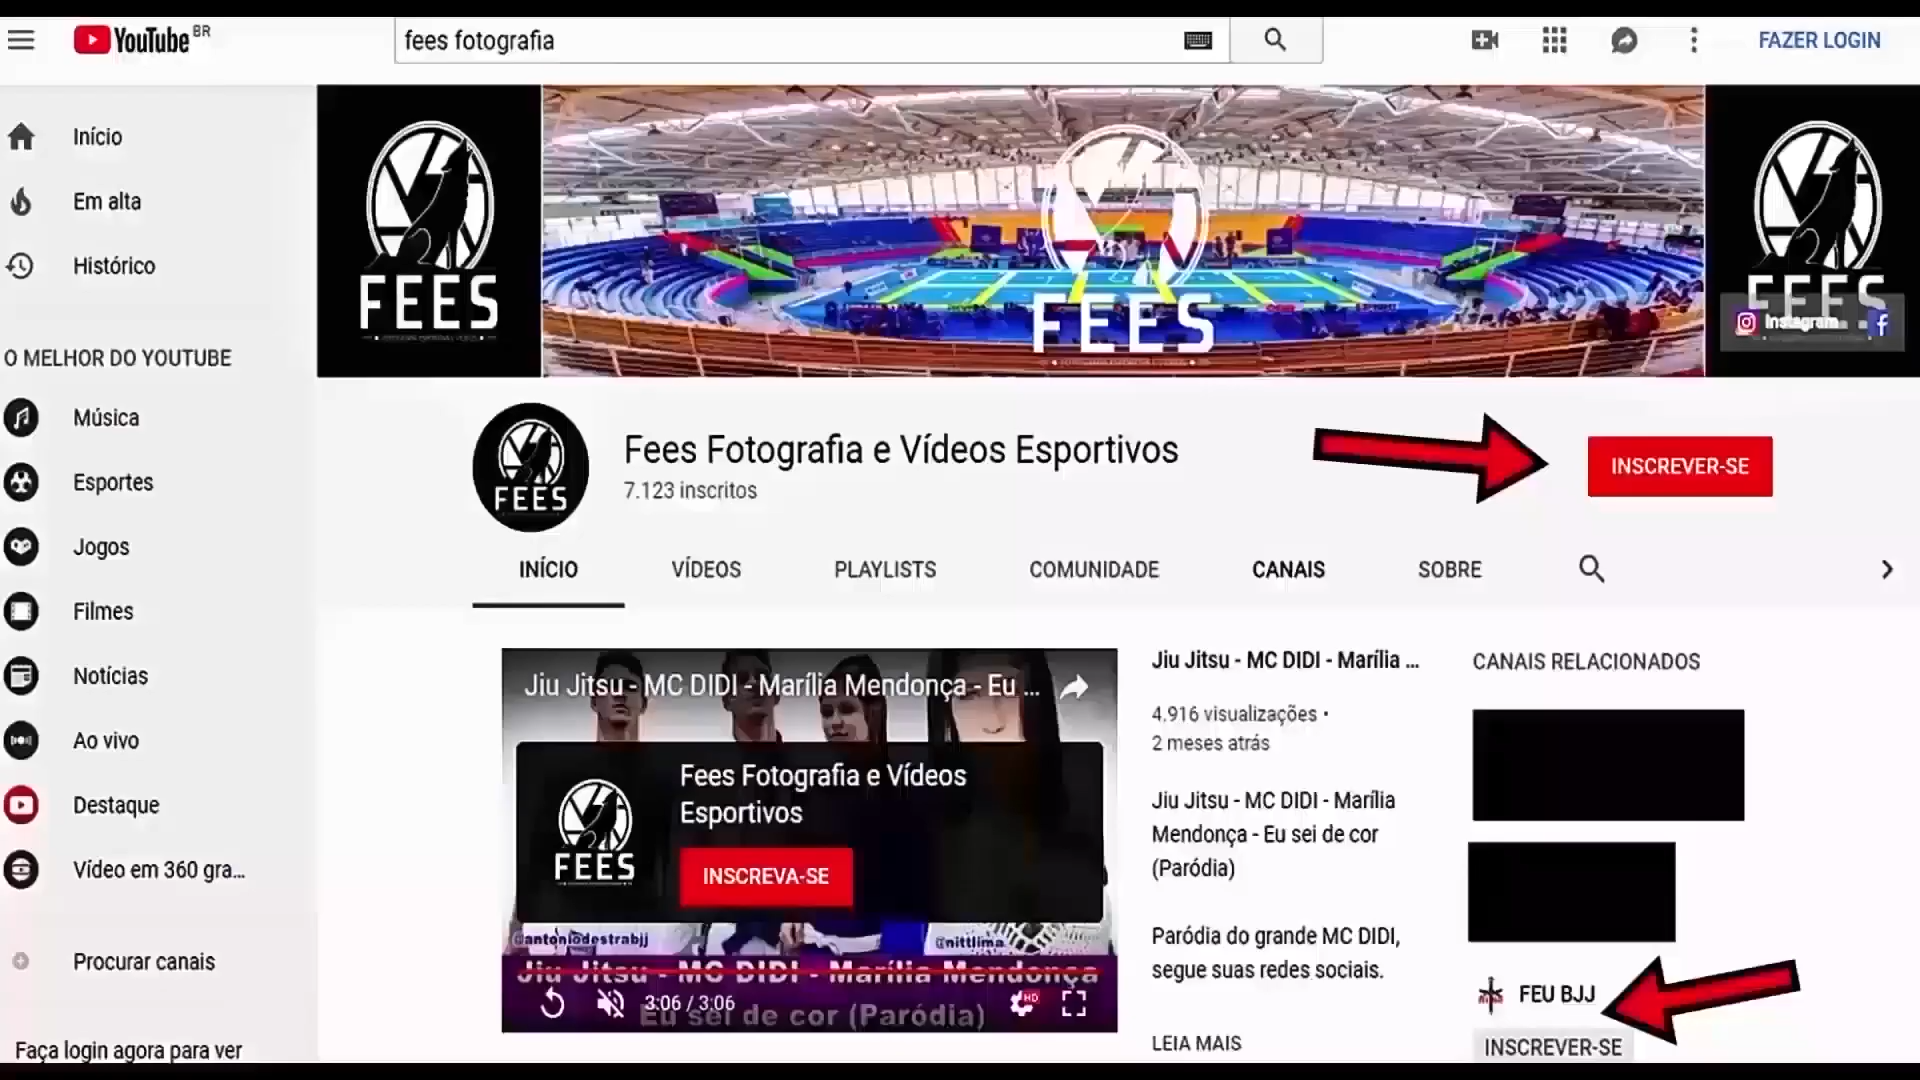 YouTube BR
fees fotografia
FAZER LOGIN
Início
Em alta
Histórico
O MELHOR DO YOUTUBE
Música
Esportes
Jogos
Filmes
Notícias
Ao vivo
Destaque
Vídeo em 360 gra...
Procurar canais
Faça login agora para ver
FEES
FEES
FEES
Instagram
FEES
Fees Fotografia e Vídeos Esportivos
7.123 inscritos
INSCREVER-SE
INÍCIO
VÍDEOS
PLAYLISTS
COMUNIDADE
CANAIS
SOBRE
Jiu Jitsu - MC DIDI - Marília Mendonça - Eu ...
Fees Fotografia e Vídeos
Esportivos
FEES
INSCREVA-SE
@antoniodestrabjj
@nittlima
Jiu Jitsu - MC DIDI - Marília Mendonça
3:06 / 3:06
HD
Eu sei de cor (Paródia)
Jiu Jitsu - MC DIDI - Marília ...
4.916 visualizações •
2 meses atrás
Jiu Jitsu - MC DIDI - Marília
Mendonça - Eu sei de cor
(Paródia)
Paródia do grande MC DIDI,
segue suas redes sociais.
LEIA MAIS
CANAIS RELACIONADOS
FEU BJJ
INSCREVER-SE